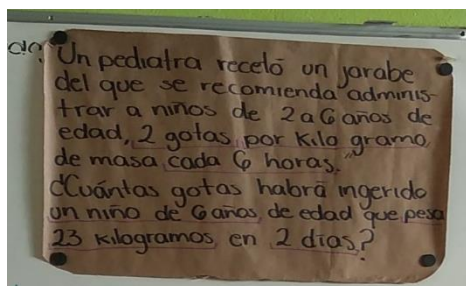 Un pediatra recetó un jarabe
del que se recomienda adminis-
trar a niños de 2 a 6 años de
edad, 2 gotas por kilo gramo
de masa cada 6 horas.
¿Cuántas gotas habrá ingerido
un niño de 6 años de edad que pesa
23 kilogramos en 2 días?